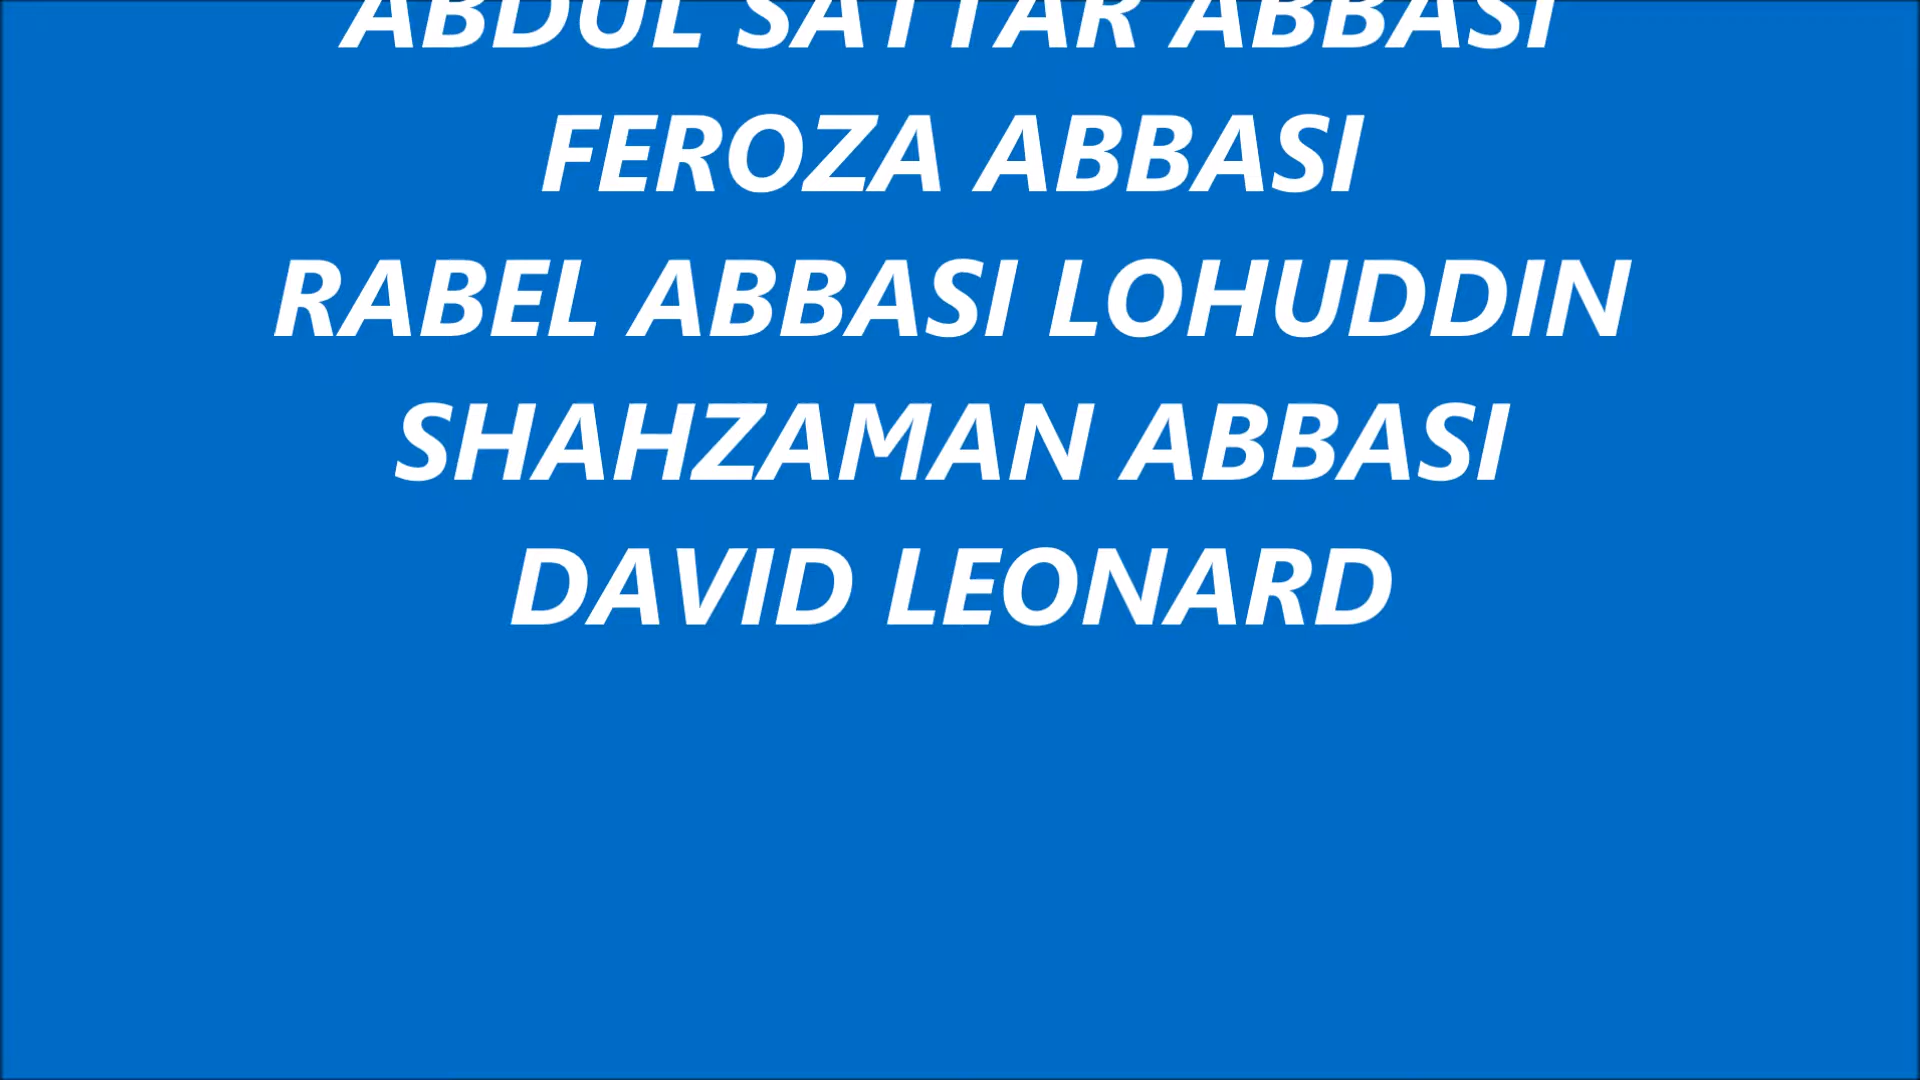 ABDUL SATTAR ABBASI
FEROZA ABBASI
RABEL ABBASI LOHUDDIN
SHAHZAMAN ABBASI
DAVID LEONARD